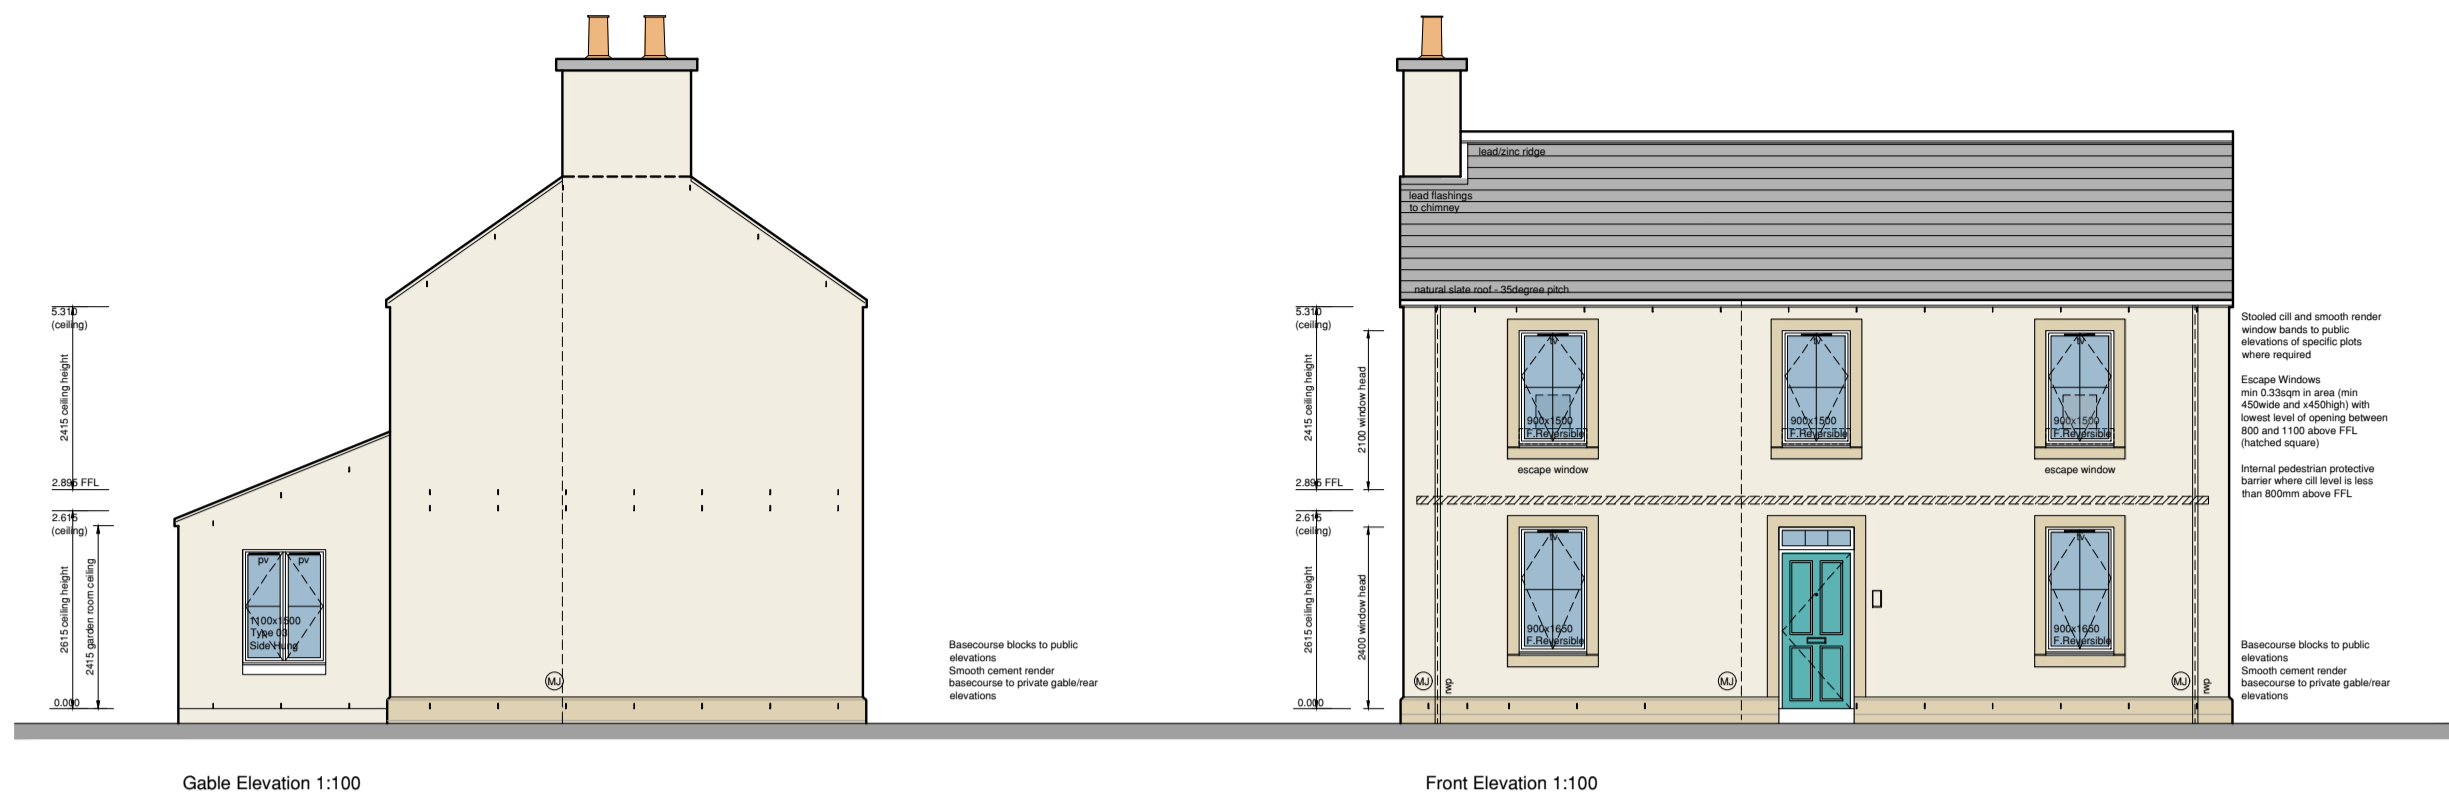 5.310
(ceiling)
2415 ceiling height
2.895 FFL
2.615
(ceiling)
2615 ceiling height
2415 garden room ceiling
0.000
pv pv
1100x1500
Type 03
Side Hung
MJ
Basecourse blocks to public
elevations
Smooth cement render
basecourse to private gable/rear
elevations
Gable Elevation 1:100
lead/zinc ridge
lead flashings
to chimney
natural slate roof - 35degree pitch
5.310
(ceiling)
2415 ceiling height
2100 window head
2.895 FFL
2.615
(ceiling)
2615 ceiling height
2400 window head
0.000
900x1500
F.Reversible
escape window
900x1500
F.Reversible
900x1500
F.Reversible
escape window
900x1650
F.Reversible
900x1650
F.Reversible
MJ
rwp
MJ
MJ
rwp
Stooled cill and smooth render
window bands to public
elevations of specific plots
where required
Escape Windows
min 0.33sqm in area (min
450wide and x450high) with
lowest level of opening between
800 and 1100 above FFL
(hatched square)
Internal pedestrian protective
barrier where cill level is less
than 800mm above FFL
Basecourse blocks to public
elevations
Smooth cement render
basecourse to private gable/rear
elevations
Front Elevation 1:100